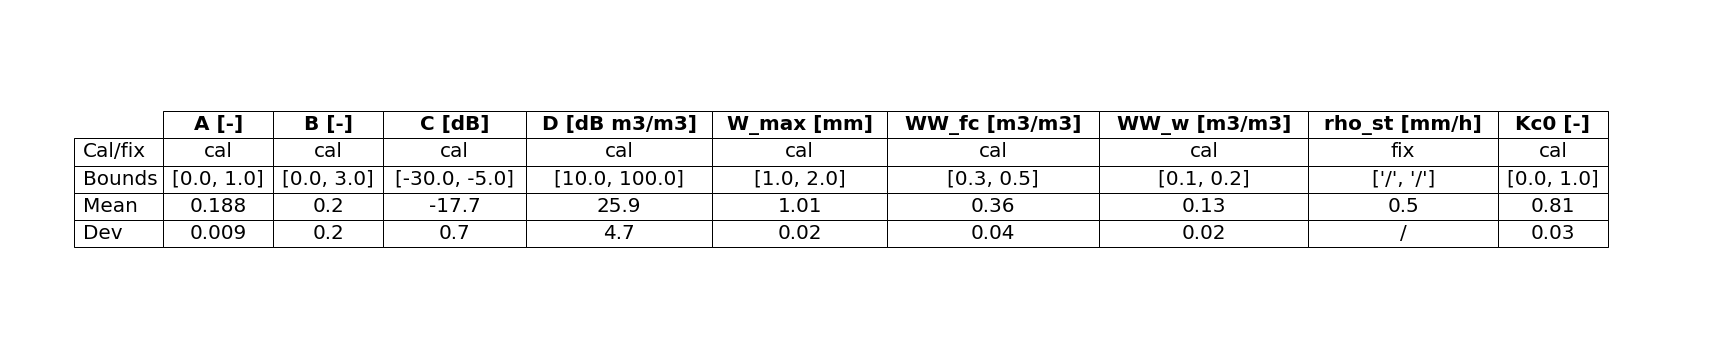 A [-] B [-] C [dB] D [dB m3/m3] W_max [mm] WW_fc [m3/m3] WW_w [m3/m3] rho_st [mm/h] Kc0 [-]
Cal/fix cal cal cal cal cal cal cal fix cal
Bounds [0.0, 1.0] [0.0, 3.0] [-30.0, -5.0] [10.0, 100.0] [1.0, 2.0] [0.3, 0.5] [0.1, 0.2] ['/', '/'] [0.0, 1.0]
Mean 0.188 0.2 -17.7 25.9 1.01 0.36 0.13 0.5 0.81
Dev 0.009 0.2 0.7 4.7 0.02 0.04 0.02 / 0.03